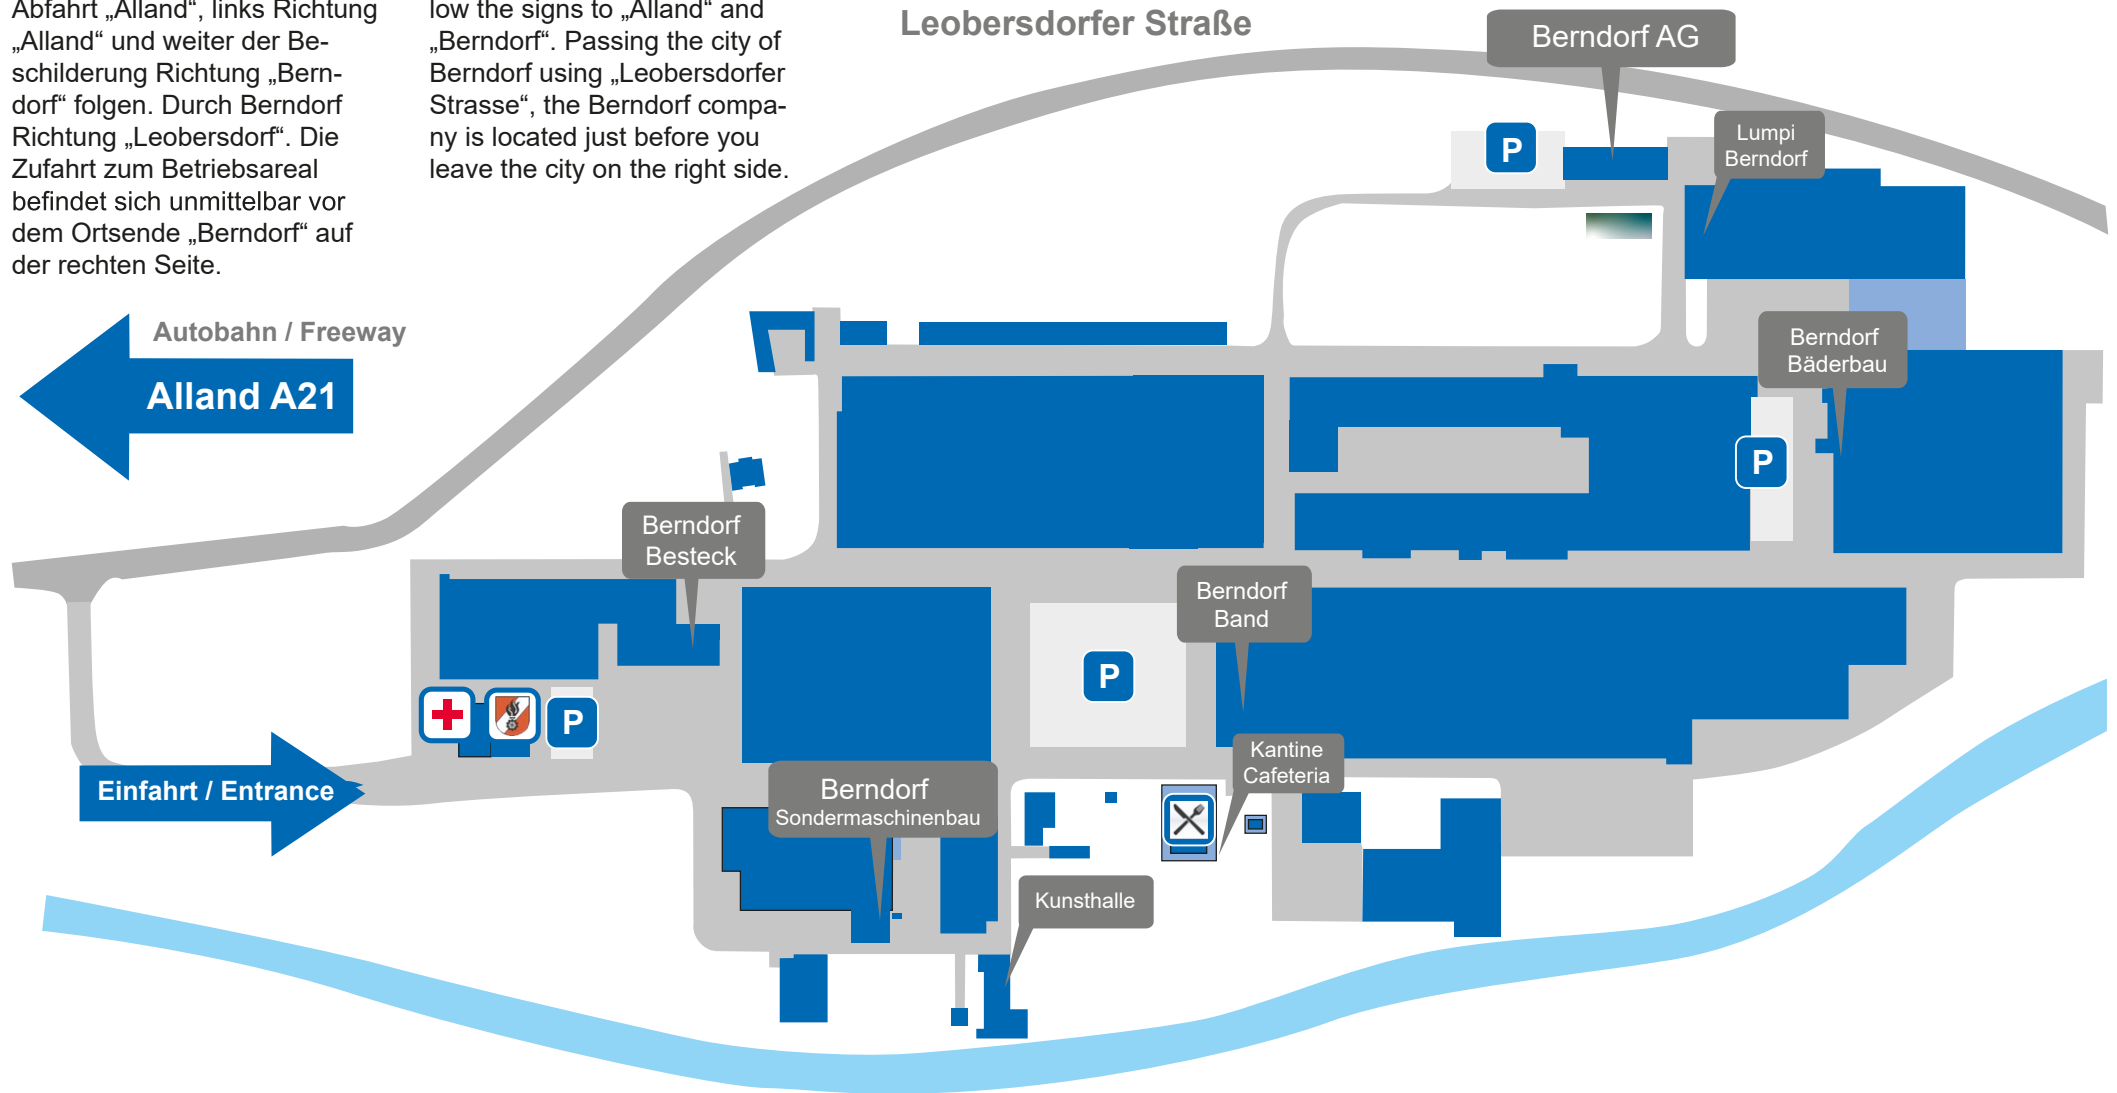 Abfahrt „Alland“, links Richtung
„Alland“ und weiter der Be-
schilderung Richtung „Bern-
dorf“ folgen. Durch Berndorf
Richtung „Leobersdorf“. Die
Zufahrt zum Betriebsareal
befindet sich unmittelbar vor
dem Ortsende „Berndorf“ auf
der rechten Seite.
low the signs to „Alland“ and
„Berndorf“. Passing the city of
Berndorf using „Leobersdorfer
Strasse“, the Berndorf compa-
ny is located just before you
leave the city on the right side.
Leobersdorfer Straße
Berndorf AG
P
Lumpi
Berndorf
Autobahn / Freeway
Alland A21
Berndorf
Bäderbau
P
Berndorf
Besteck
Berndorf
Band
P
P
Einfahrt / Entrance
Kantine
Cafeteria
Berndorf
Sondermaschinenbau
Kunsthalle